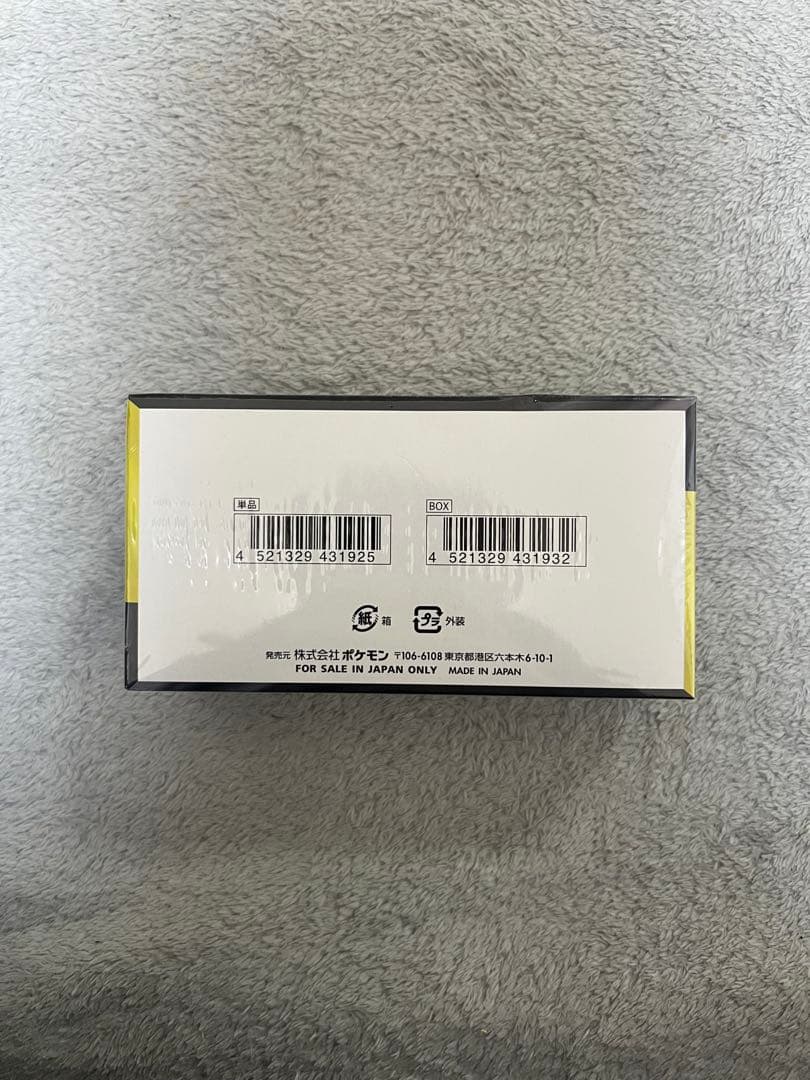 単品
4 521329 431925
BOX
4 521329 431932
紙 箱
プラ 外装
発売元 株式会社 ポケモン 〒106-6108 東京都港区六本木6-10-1
FOR SALE IN JAPAN ONLY MADE IN JAPAN